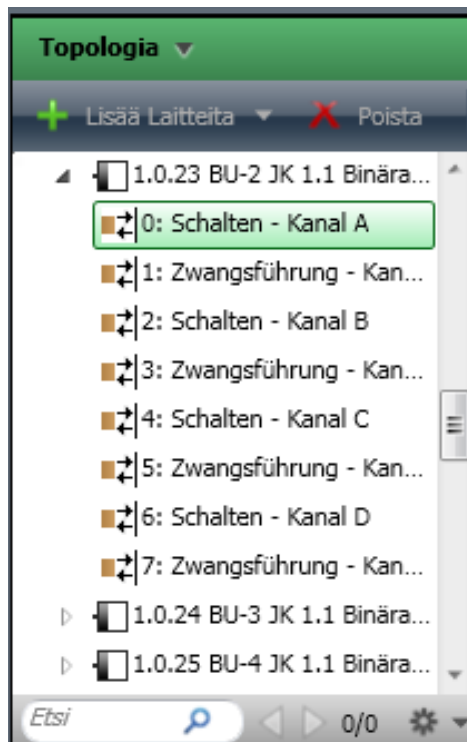 Topologia
Lisää Laitteita Poista
1.0.23 BU-2 JK 1.1 Binära...
0: Schalten - Kanal A
1: Zwangsführung - Kan...
2: Schalten - Kanal B
3: Zwangsführung - Kan...
4: Schalten - Kanal C
5: Zwangsführung - Kan...
6: Schalten - Kanal D
7: Zwangsführung - Kan...
1.0.24 BU-3 JK 1.1 Binära...
1.0.25 BU-4 JK 1.1 Binära...
Etsi 0/0